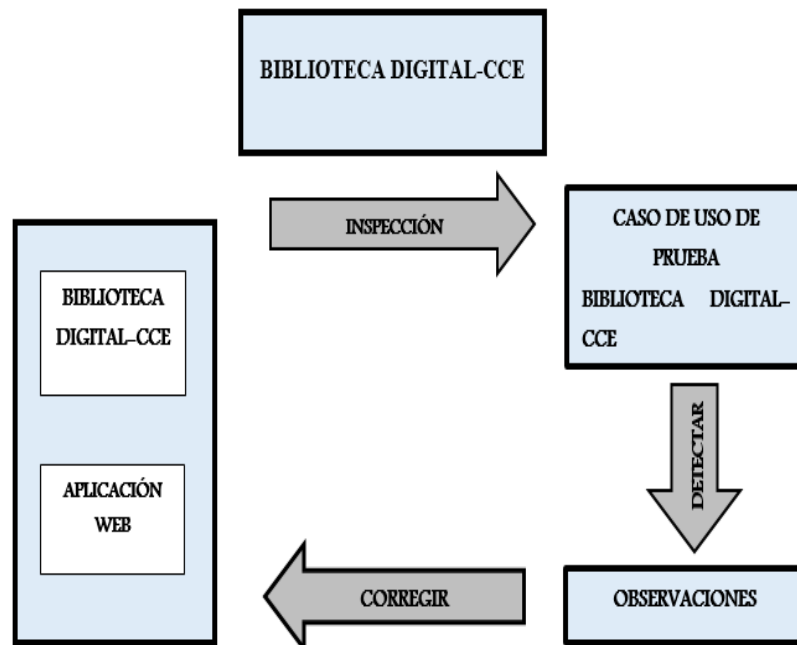 BIBLIOTECA DIGITAL-CCE
INSPECCIÓN
CASO DE USO DE
PRUEBA
BIBLIOTECA DIGITAL-
CCE
BIBLIOTECA
DIGITAL-CCE
DETECTAR
APLICACIÓN
WEB
CORREGIR
OBSERVACIONES